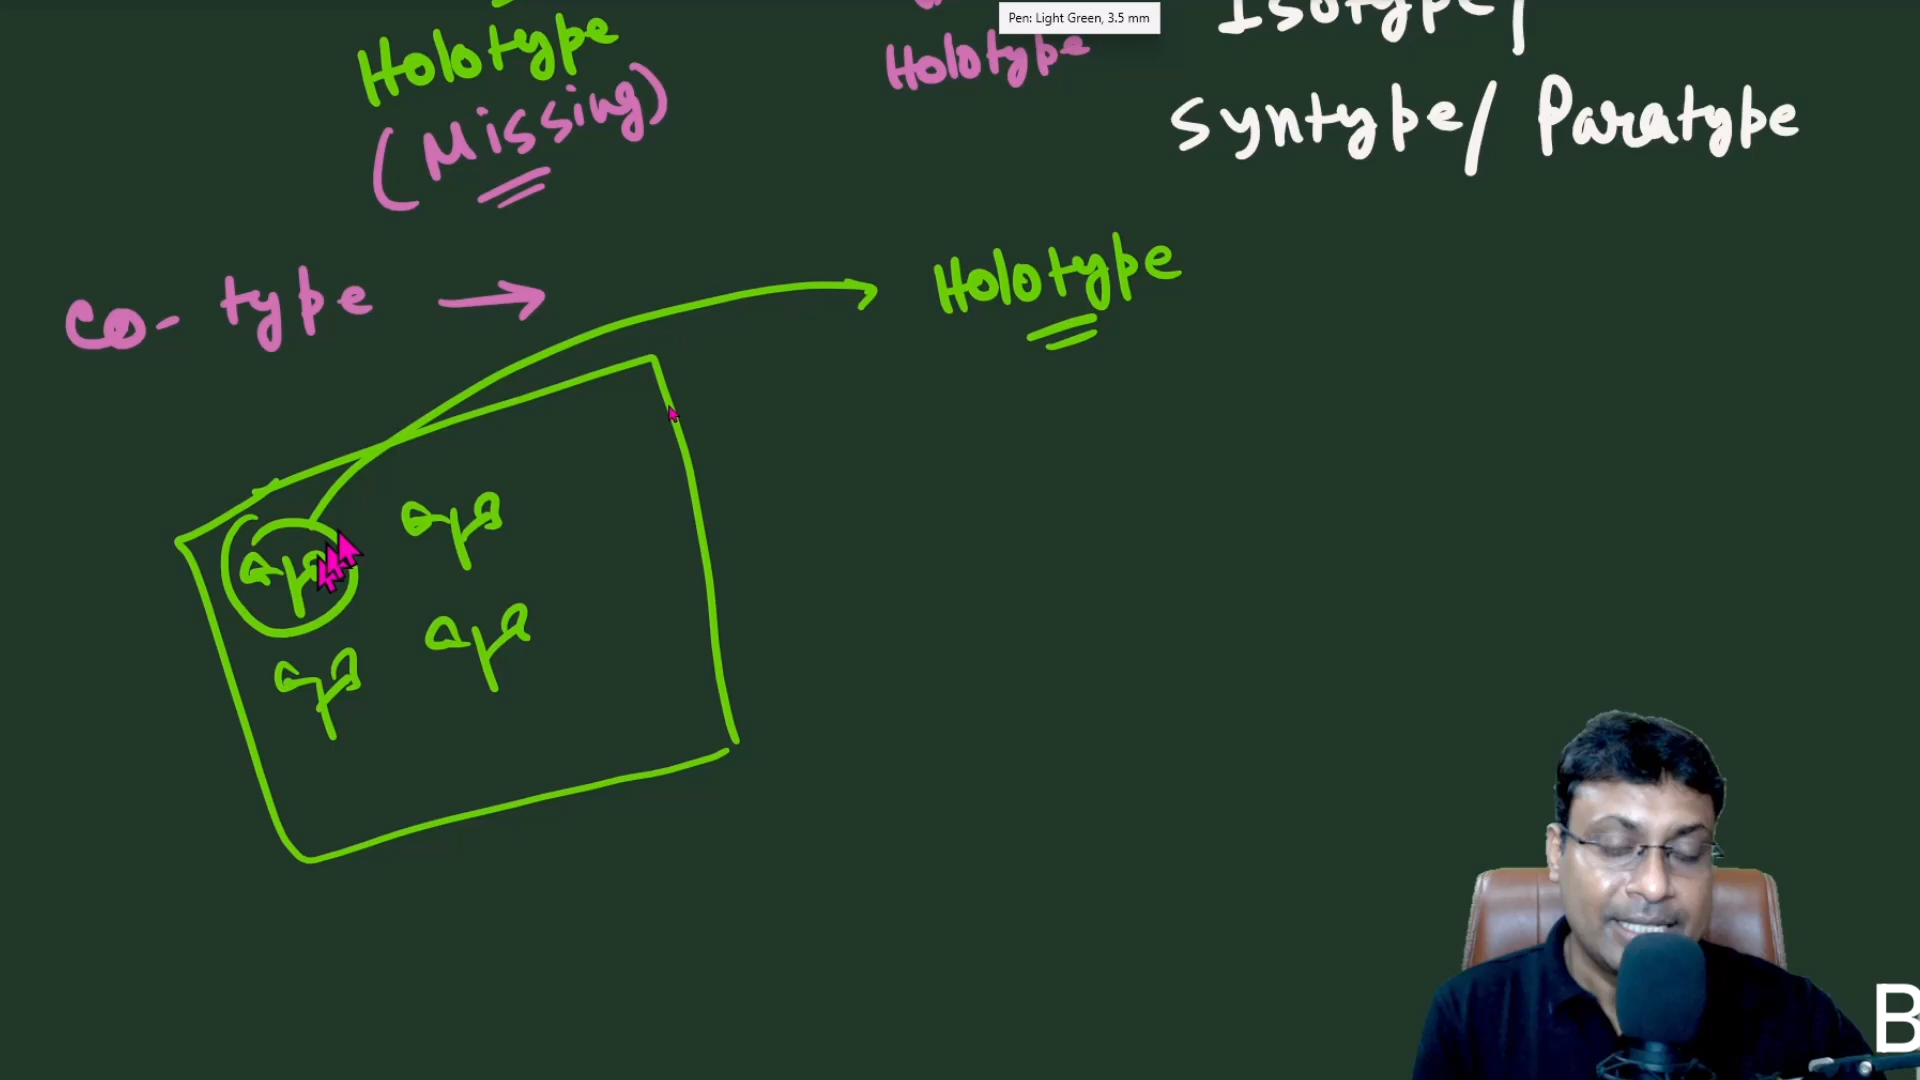 Pen: Light Green, 3.5 mm
Isotype/
Holotype
Holotype
(Missing)
Syntype/ Paratype
Holotype
Co-type →
B